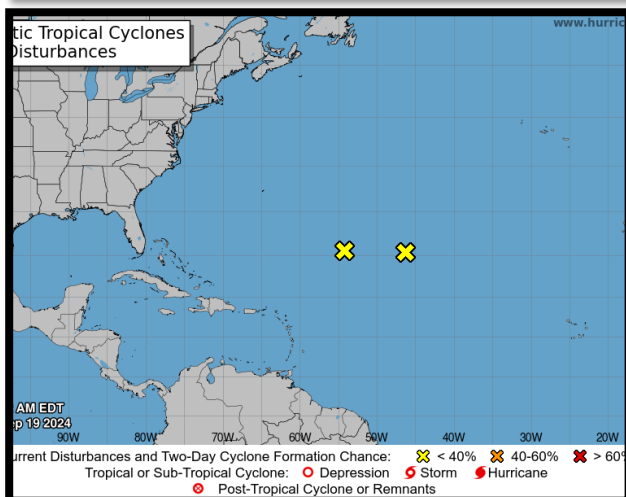 www.hurric
tic Tropical Cyclones
Disturbances
AM EDT
ep 19 2024
90W 80W 70W 60W 50W 40W 30W 20W
urrent Disturbances and Two-Day Cyclone Formation Chance: < 40% 40-60% > 60%
Tropical or Sub-Tropical Cyclone: Depression Storm Hurricane
Post-Tropical Cyclone or Remnants